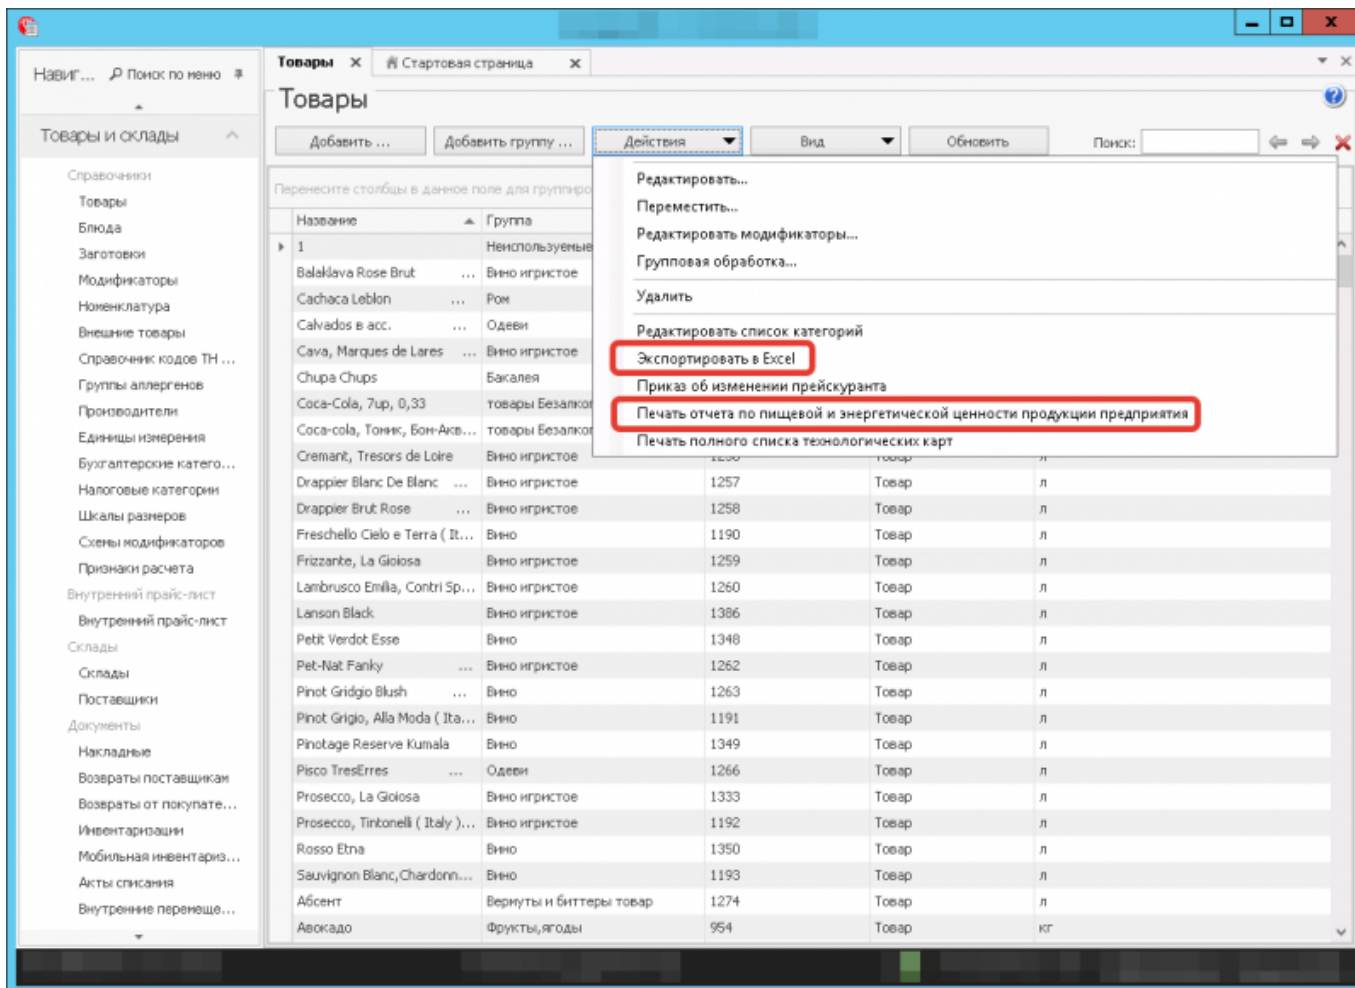 Навиг... Поиск по меню
Товары и склады
Справочники
Товары
Блюда
Заготовки
Модификаторы
Номенклатура
Внешние товары
Справочник кодов ТН ...
Группы аллергенов
Производители
Единицы измерения
Бухгалтерские катего...
Налоговые категории
Шкалы размеров
Схемы модификаторов
Признаки расчета
Внутренний прайс-лист
Внутренний прайс-лист
Склады
Склады
Поставщики
Документы
Накладные
Возвраты поставщикам
Возвраты от покупате...
Инвентаризации
Мобильная инвентариз...
Акты списания
Внутренние перемеще...
Товары Стартовая страница
Товары
Добавить ... Добавить группу ... Действия Вид Обновить Поиск:
Перенесите столбцы в данное поле для группиро
Редактировать...
Переместить...
Редактировать модификаторы...
Групповая обработка...
Удалить
Редактировать список категорий
Экспортировать в Excel
Приказ об изменении прейскуранта
Печать отчета по пищевой и энергетической ценности продукции предприятия
Печать полного списка технологических карт
Название Группа
1 Неиспользуемые
Balaklava Rose Brut ... Вино игристое
Cachaca Leblon ... Ром
Calvados в асс. ... Одеви
Cava, Marques de Lares ... Вино игристое
Chupa Chups Бакалея
Coca-Cola, 7up, 0,33 товары Безалког
Coca-cola, Тоник, Бон-Акв... товары Безалког
Cremant, Tresors de Loire Вино игристое Товар л
Drappier Blanc De Blanc ... Вино игристое 1257 Товар л
Drappier Brut Rose ... Вино игристое 1258 Товар л
Freschello Cielo e Terra ( It... Вино 1190 Товар л
Frizzante, La Gioiosa Вино игристое 1259 Товар л
Lambrusco Emilia, Contri Sp... Вино игристое 1260 Товар л
Lanson Black Вино игристое 1386 Товар л
Petit Verdot Esse Вино 1348 Товар л
Pet-Nat Fanky ... Вино игристое 1262 Товар л
Pinot Gridgio Blush ... Вино 1263 Товар л
Pinot Grigio, Alla Moda ( Ita... Вино 1191 Товар л
Pinotage Reserve Kumala Вино 1349 Товар л
Pisco TresErres ... Одеви 1266 Товар л
Prosecco, La Gioiosa Вино игристое 1333 Товар л
Prosecco, Tintonelli ( Italy )... Вино игристое 1192 Товар л
Rosso Etna Вино 1350 Товар л
Sauvignon Blanc,Chardonn... Вино 1193 Товар л
Абсент Вермуты и биттеры товар 1274 Товар л
Авокадо Фрукты,ягоды 954 Товар кг